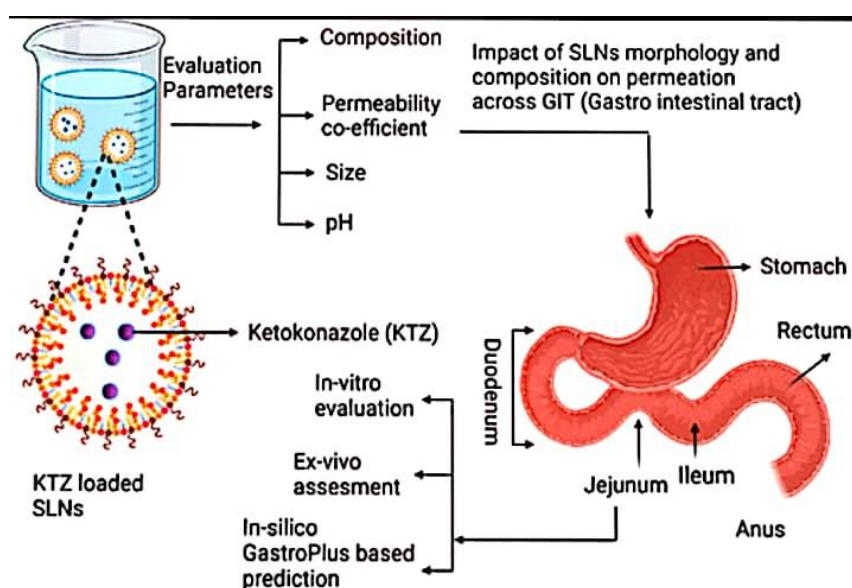 Evaluation
Parameters
Composition
Permeability
co-efficient
Size
pH
Impact of SLNs morphology and
composition on permeation
across GIT (Gastro intestinal tract)
Stomach
Rectum
Duodenum
Jejunum
Ileum
Anus
Ketokonazole (KTZ)
KTZ loaded
SLNs
In-vitro
evaluation
Ex-vivo
assesment
In-silico
GastroPlus based
prediction